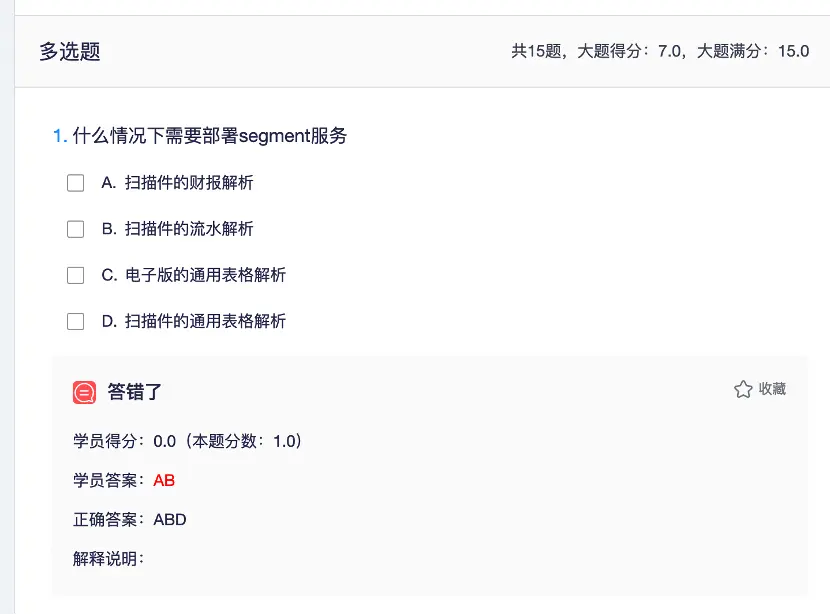 多选题
共15题，大题得分：7.0，大题满分：15.0
1. 什么情况下需要部署segment服务
A. 扫描件的财报解析
B. 扫描件的流水解析
C. 电子版的通用表格解析
D. 扫描件的通用表格解析
答错了
收藏
学员得分：0.0（本题分数：1.0）
学员答案：AB
正确答案：ABD
解释说明：